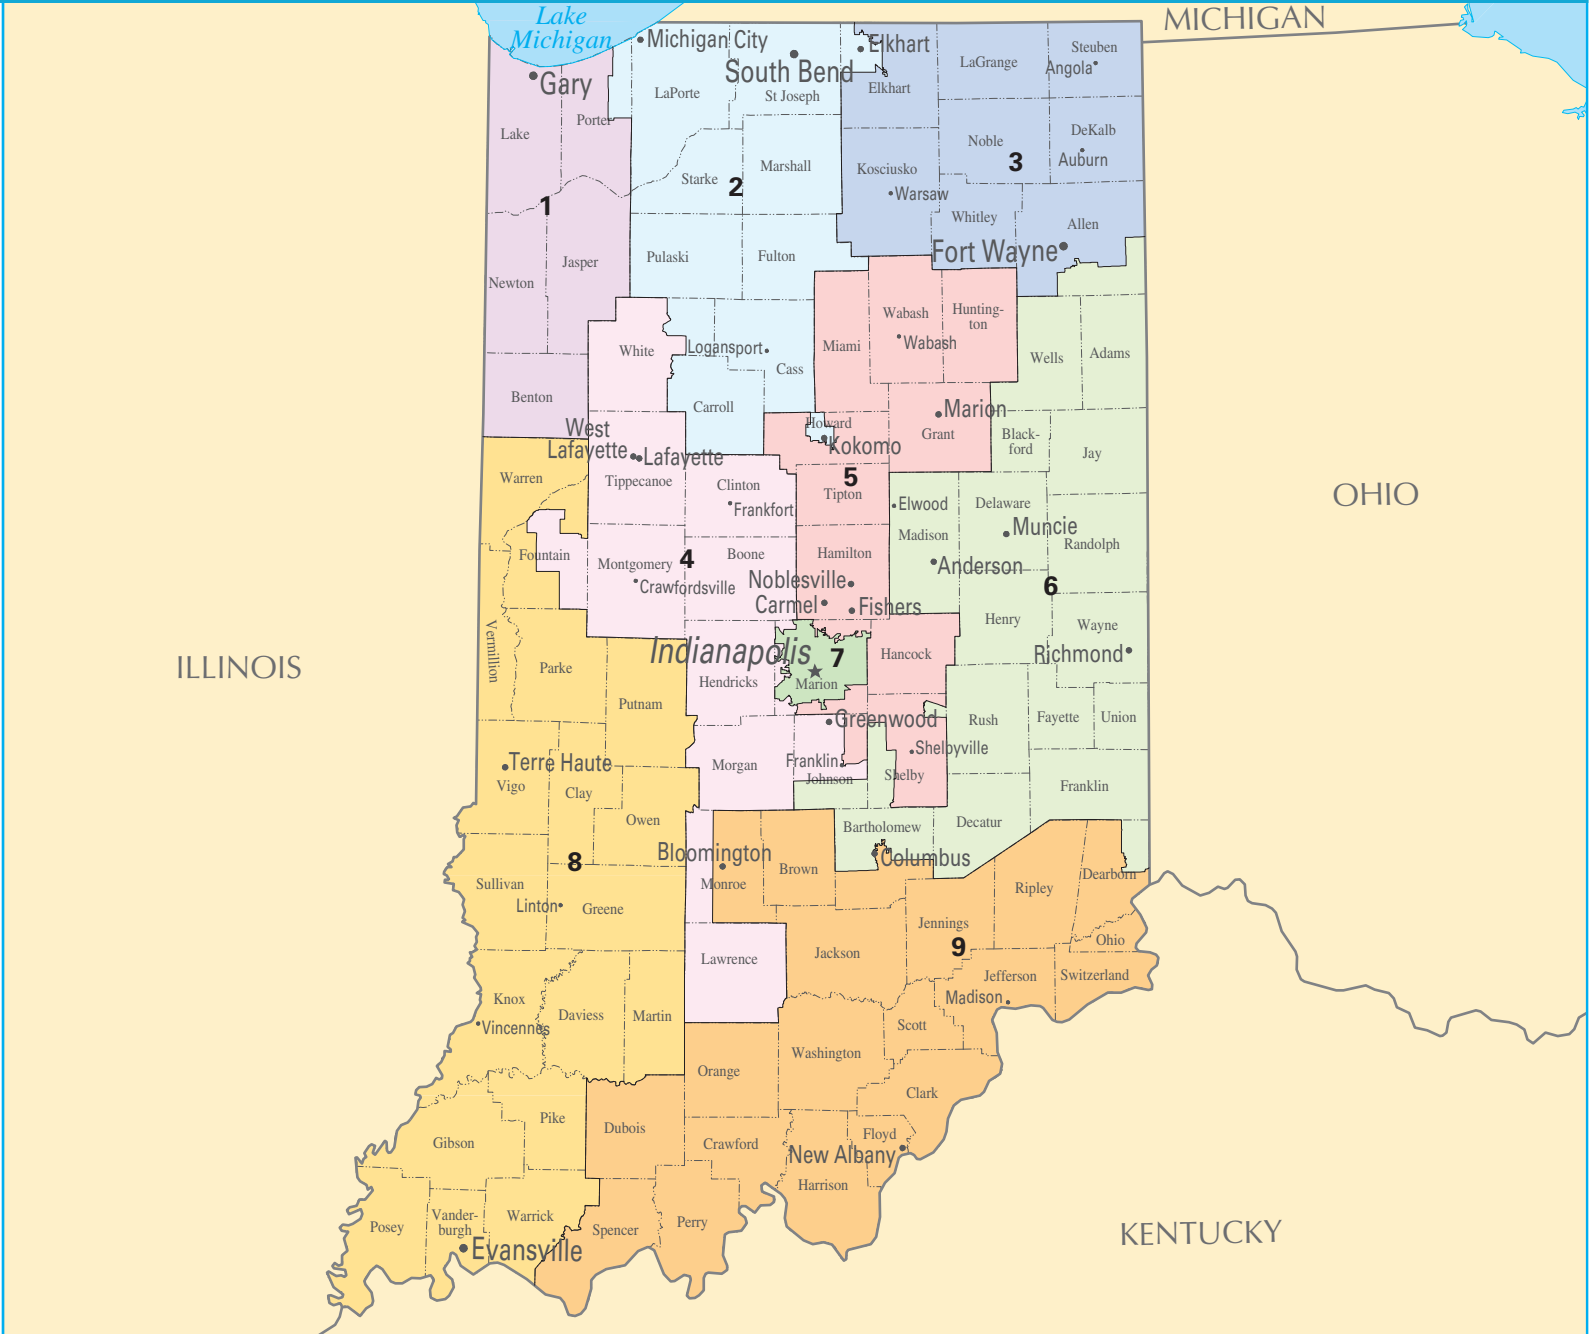 Lake
Michigan
MICHIGAN
Michigan City
Elkhart
South Bend
Steuben
Angola
LaGrange
Gary
LaPorte
St Joseph
Elkhart
Porter
Lake
Noble
DeKalb
Auburn
3
Marshall
Kosciusko
Starke
2
Warsaw
1
Whitley
Allen
Fort Wayne
Pulaski
Fulton
Jasper
Newton
Wabash
Hunting-
ton
White
Logansport
Miami
Wabash
Wells
Adams
Cass
Benton
Carroll
Marion
West
Lafayette
Lafayette
Howard
Kokomo
Grant
Black-
ford
Jay
Warren
Tippecanoe
Clinton
Frankfort
5
Tipton
Elwood
Delaware
OHIO
Muncie
Madison
Randolph
Fountain
Montgomery
4
Boone
Hamilton
Crawfordsville
Noblesville
Anderson
6
Carmel
Fishers
Henry
Wayne
Vermillion
Indianapolis
7
Hancock
Richmond
ILLINOIS
Parke
Hendricks
Marion
Putnam
Greenwood
Rush
Fayette
Union
Terre Haute
Morgan
Franklin
Shelbyville
Vigo
Clay
Johnson
Shelby
Franklin
Owen
Bartholomew
Decatur
8
Bloomington
Columbus
Sullivan
Monroe
Brown
Ripley
Dearborn
Linton
Greene
Jennings
9
Ohio
Lawrence
Jackson
Jefferson
Switzerland
Knox
Madison
Vincennes
Daviess
Martin
Scott
Washington
Orange
Clark
Pike
Dubois
Gibson
Crawford
Floyd
New Albany
Harrison
Posey
Vander-
burgh
Warrick
Spencer
Perry
Evansville
KENTUCKY